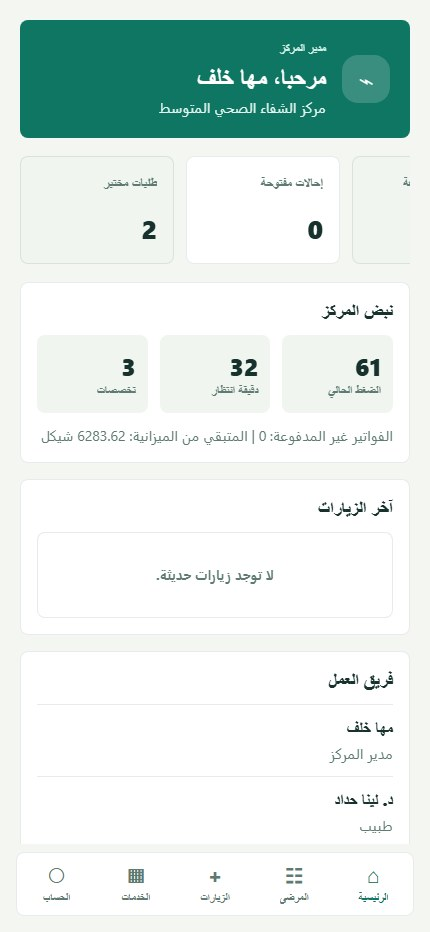 مدير المركز
مرحبا، مها خلف
مركز الشفاء الصحي المتوسط
إحالات مفتوحة
0
طلبات مختبر
2
نبض المركز
61
الضغط الحالي
32
دقيقة انتظار
3
تخصصات
الفواتير غير المدفوعة: 0 | المتبقي من الميزانية: 6283.62 شيكل
آخر الزيارات
لا توجد زيارات حديثة.
فريق العمل
مها خلف
مدير المركز
د. لينا حداد
طبيب
الرئيسية
المرضى
الزيارات
الخدمات
الحساب